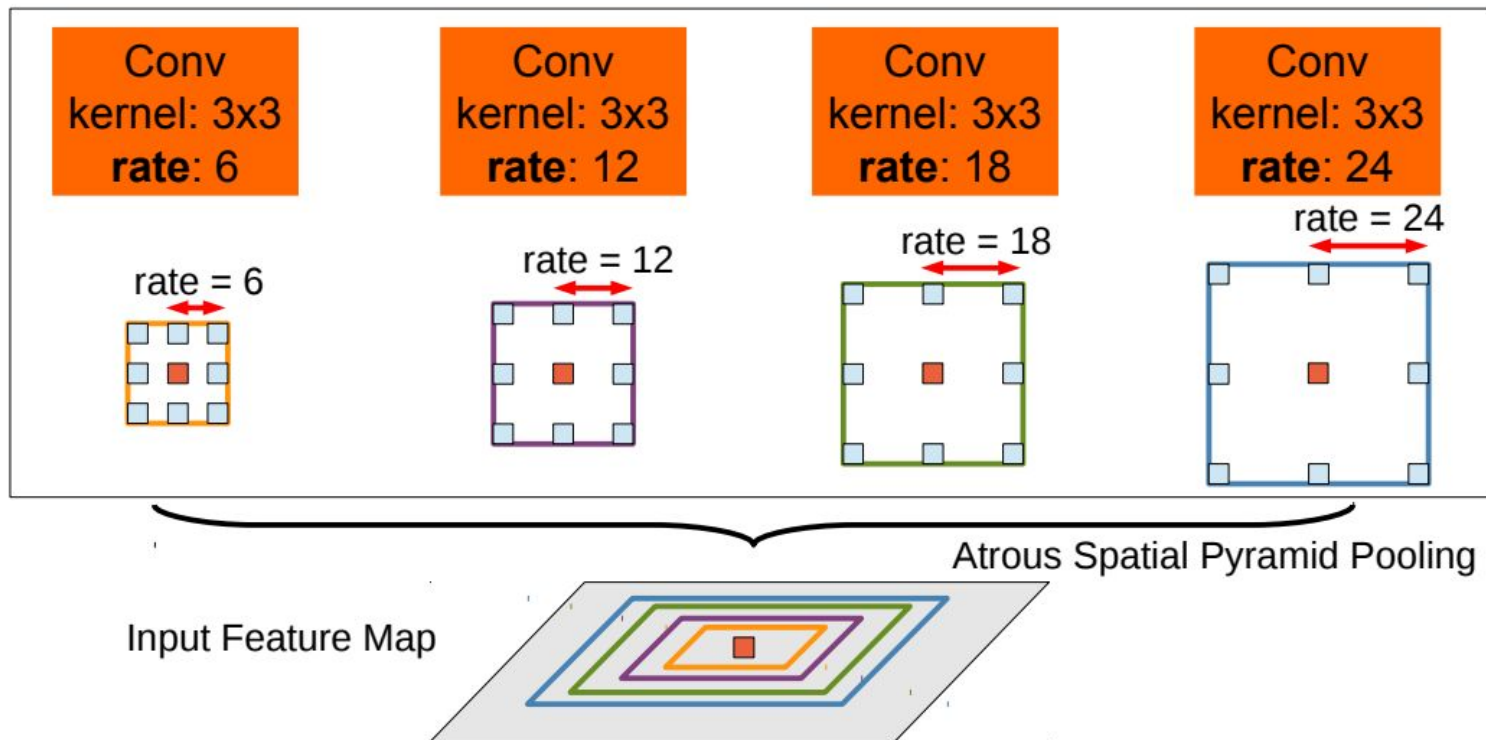 Conv
kernel: 3x3
rate: 6
Conv
kernel: 3x3
rate: 12
Conv
kernel: 3x3
rate: 18
Conv
kernel: 3x3
rate: 24
rate = 6
rate = 12
rate = 18
rate = 24
Atrous Spatial Pyramid Pooling
Input Feature Map